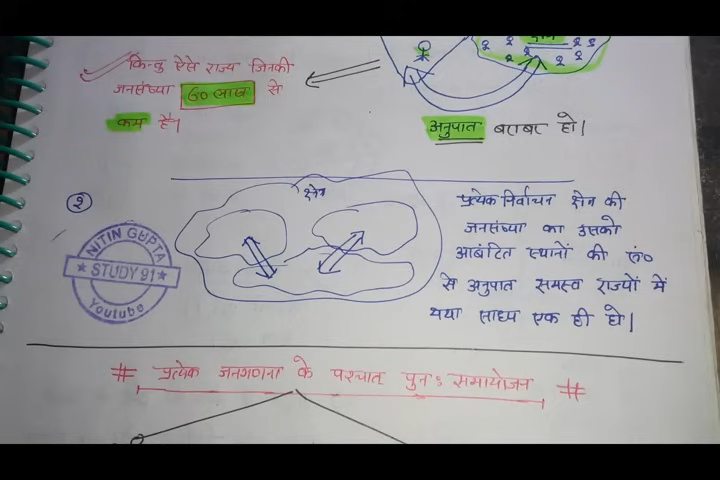 किन्तु ऐसे राज्य जिनकी
जनसंख्या 60 लाख से
कम है।
अनुपात बराबर हो।
२
क्षेत्र
प्रत्येक निर्वाचन क्षेत्र की
जनसंख्या का उसको
आबंटित स्थानों की सं०
से अनुपात समस्त राज्यों में
यथा साध्य एक ही हो।
NITIN GUPTA
STUDY 91
Youtube
# प्रत्येक जनगणना के पश्चात् पुनः समायोजन #